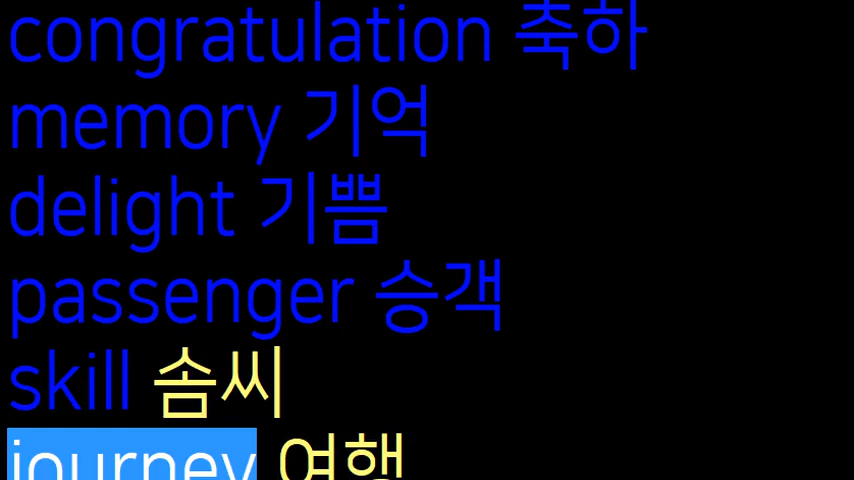 congratulation 축하
memory 기억
delight 기쁨
passenger 승객
skill 솜씨
journey 여행